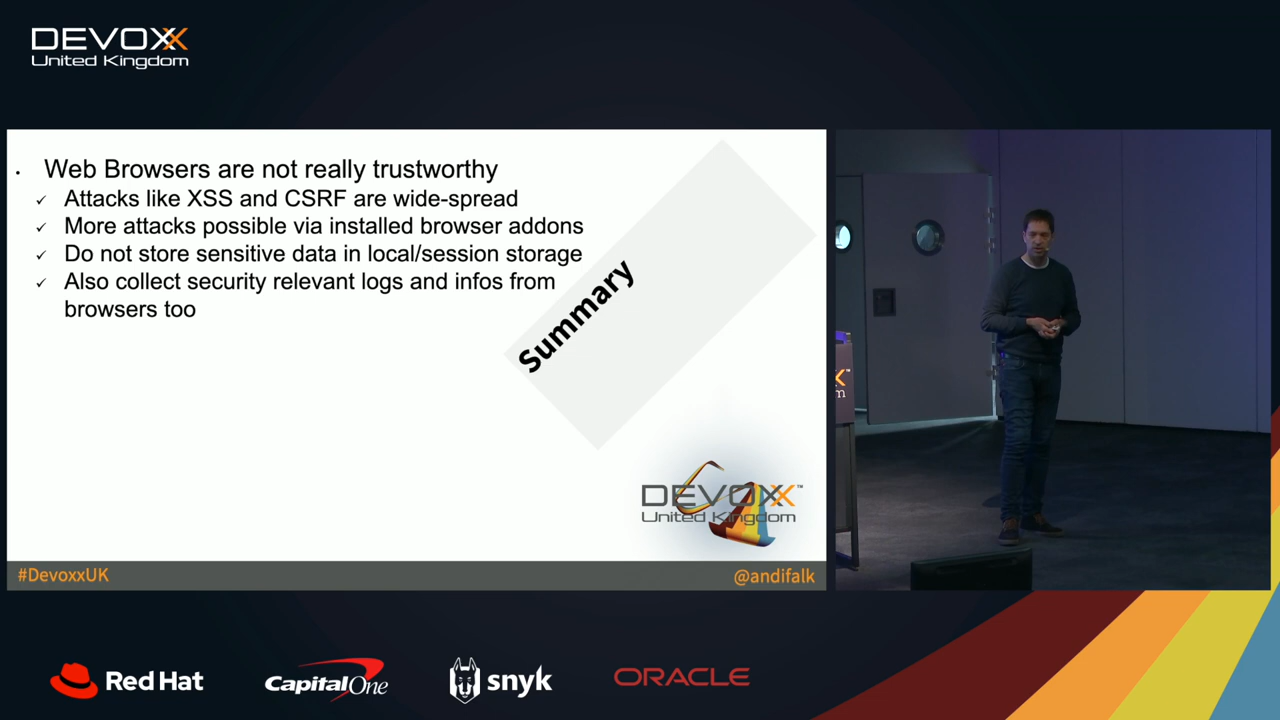 DEVOXX
United Kingdom
• Web Browsers are not really trustworthy
✓ Attacks like XSS and CSRF are wide-spread
✓ More attacks possible via installed browser addons
✓ Do not store sensitive data in local/session storage
✓ Also collect security relevant logs and infos from
browsers too
Summary
DEVOXX™
United Kingdom
#DevoxxUK
@andifalk
X™
m
Red Hat
Capital One
snyk
ORACLE